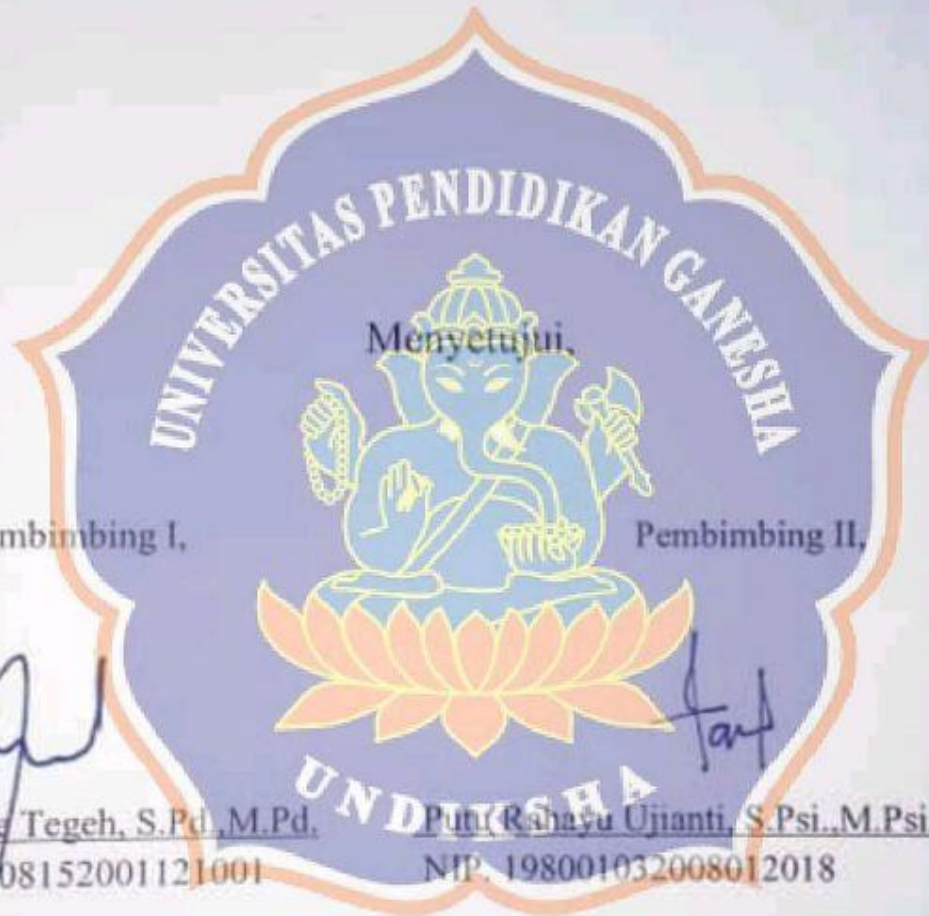 UNIVERSITAS PENDIDIKAN GANESHA
Menyetujui,
mbimbing I,
Pembimbing II,
Tegeh, S.Pd.,M.Pd.
Putu Rahayu Ujianti, S.Psi.,M.Psi
08152001121001
NIP. 198001032008012018
UNDIKSHA